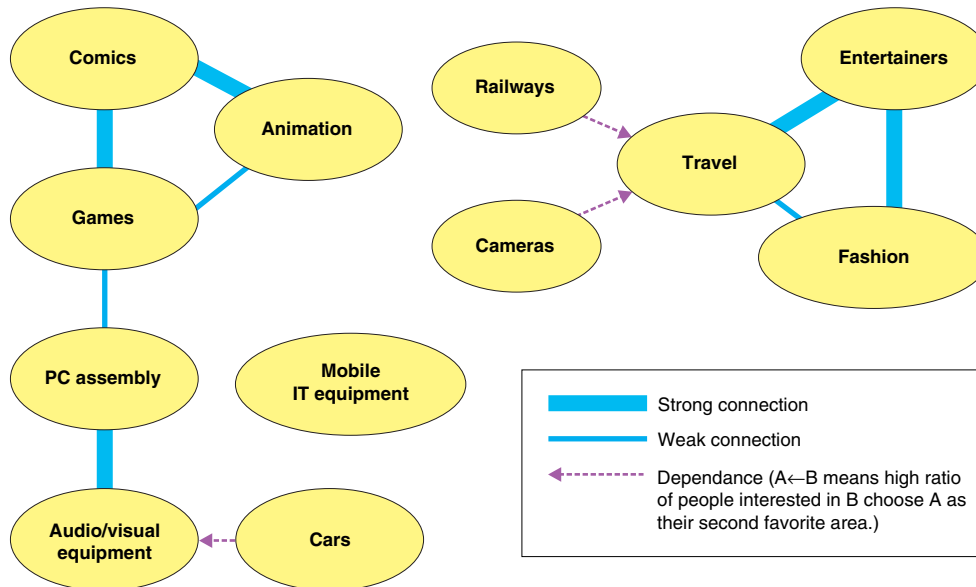 Comics
Animation
Games
PC assembly
Mobile
IT equipment
Audio/visual
equipment
Cars
Railways
Cameras
Travel
Entertainers
Fashion
Strong connection
Weak connection
Dependance (A←B means high ratio
of people interested in B choose A as
their second favorite area.)